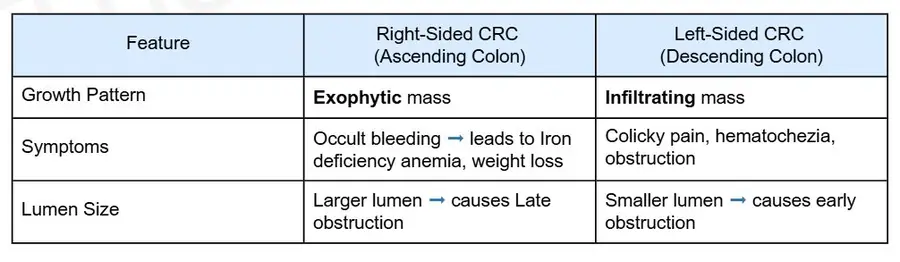 Feature
Right-Sided CRC
(Ascending Colon)
Left-Sided CRC
(Descending Colon)
Growth Pattern
Exophytic mass
Infiltrating mass
Symptoms
Occult bleeding → leads to Iron
deficiency anemia, weight loss
Colicky pain, hematochezia,
obstruction
Lumen Size
Larger lumen → causes Late
obstruction
Smaller lumen → causes early
obstruction